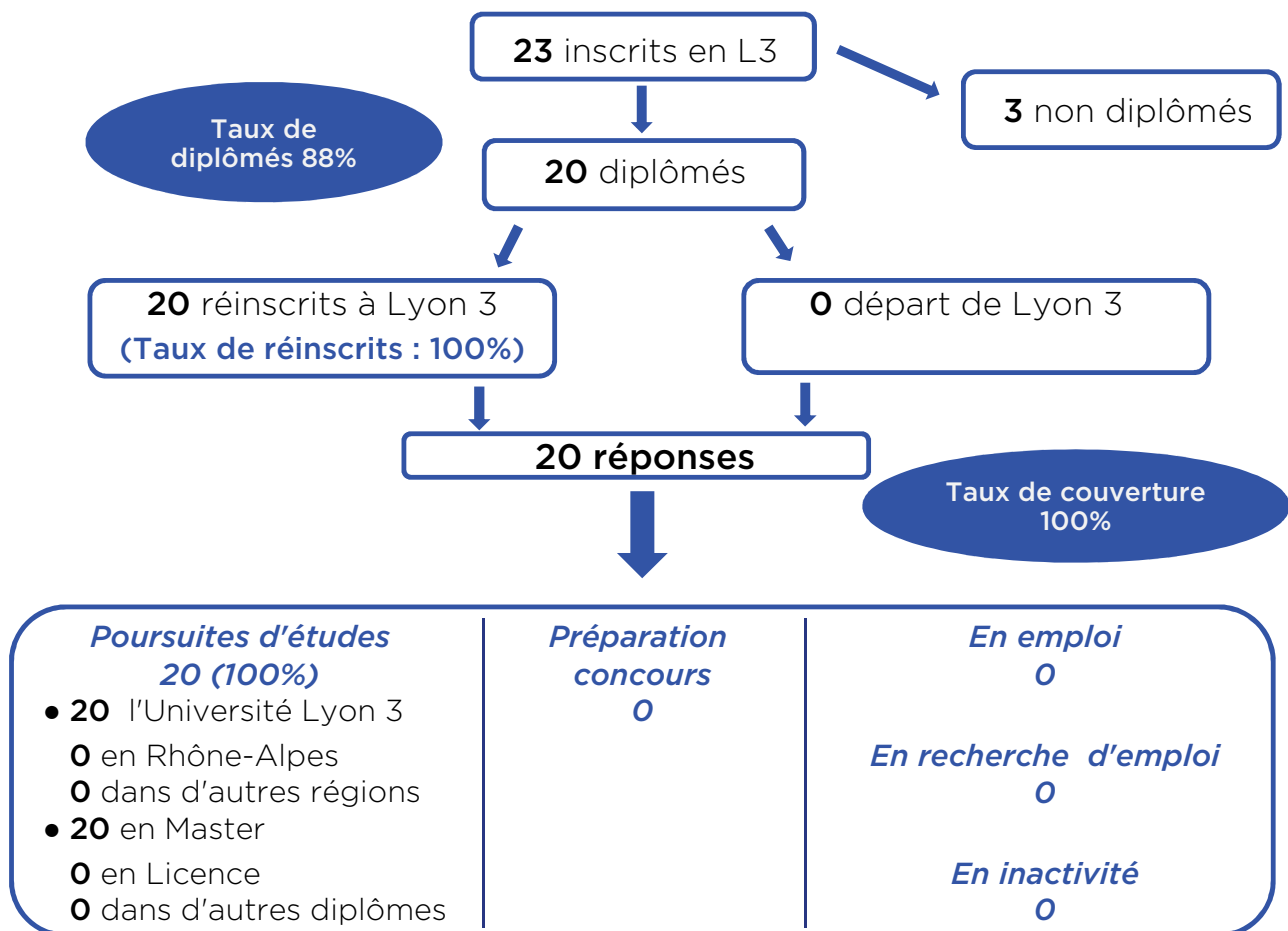 23 inscrits en L3
3 non diplômés
Taux de
diplômés 88%
20 diplômés
20 réinscrits à Lyon 3
(Taux de réinscrits : 100%)
0 départ de Lyon 3
20 réponses
Taux de couverture
100%
Poursuites d'études
20 (100%)
● 20 l'Université Lyon 3
0 en Rhône-Alpes
0 dans d'autres régions
● 20 en Master
0 en Licence
0 dans d'autres diplômes
Préparation
concours
0
En emploi
0
En recherche d'emploi
0
En inactivité
0